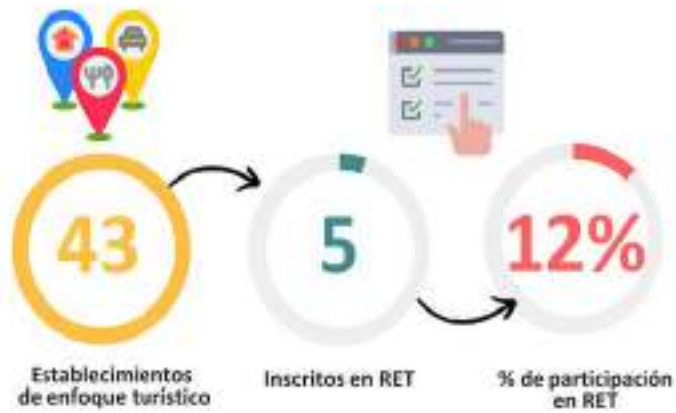 43
5
12%
Establecimientos
de enfoque turístico
Inscritos en RET
% de participación
en RET